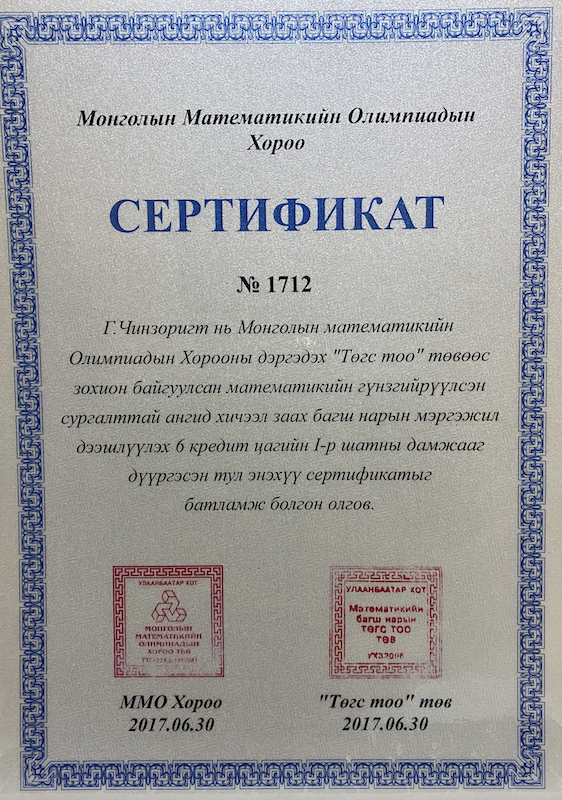 Монголын Математикийн Олимпиадын
Хороо
СЕРТИФИКАТ
№ 1712
Г.Чинзоригт нь Монголын математикийн
Олимпиадын Хорооны дэргэдэх "Төгс тоо" төвөөс
зохион байгуулсан математикийн гүнзгийрүүлсэн
сургалттай ангид хичээл заах багш нарын мэргэжил
дээшлүүлэх 6 кредит цагийн I-р шатны дамжааг
дүүргэсэн тул энэхүү сертификатыг
батламж болгон олгов.
УЛААНБААТАР ХОТ
МОНГОЛЫН
МАТЕМАТИКИЙН
ОЛИМПИАДЫН
ХОРОО ТББ
УЛААНБААТАР ХОТ
Математикийн
багш нарын
ТӨГС ТОО
ТӨВ
ММО Хороо
2017.06.30
"Төгс тоо" төв
2017.06.30